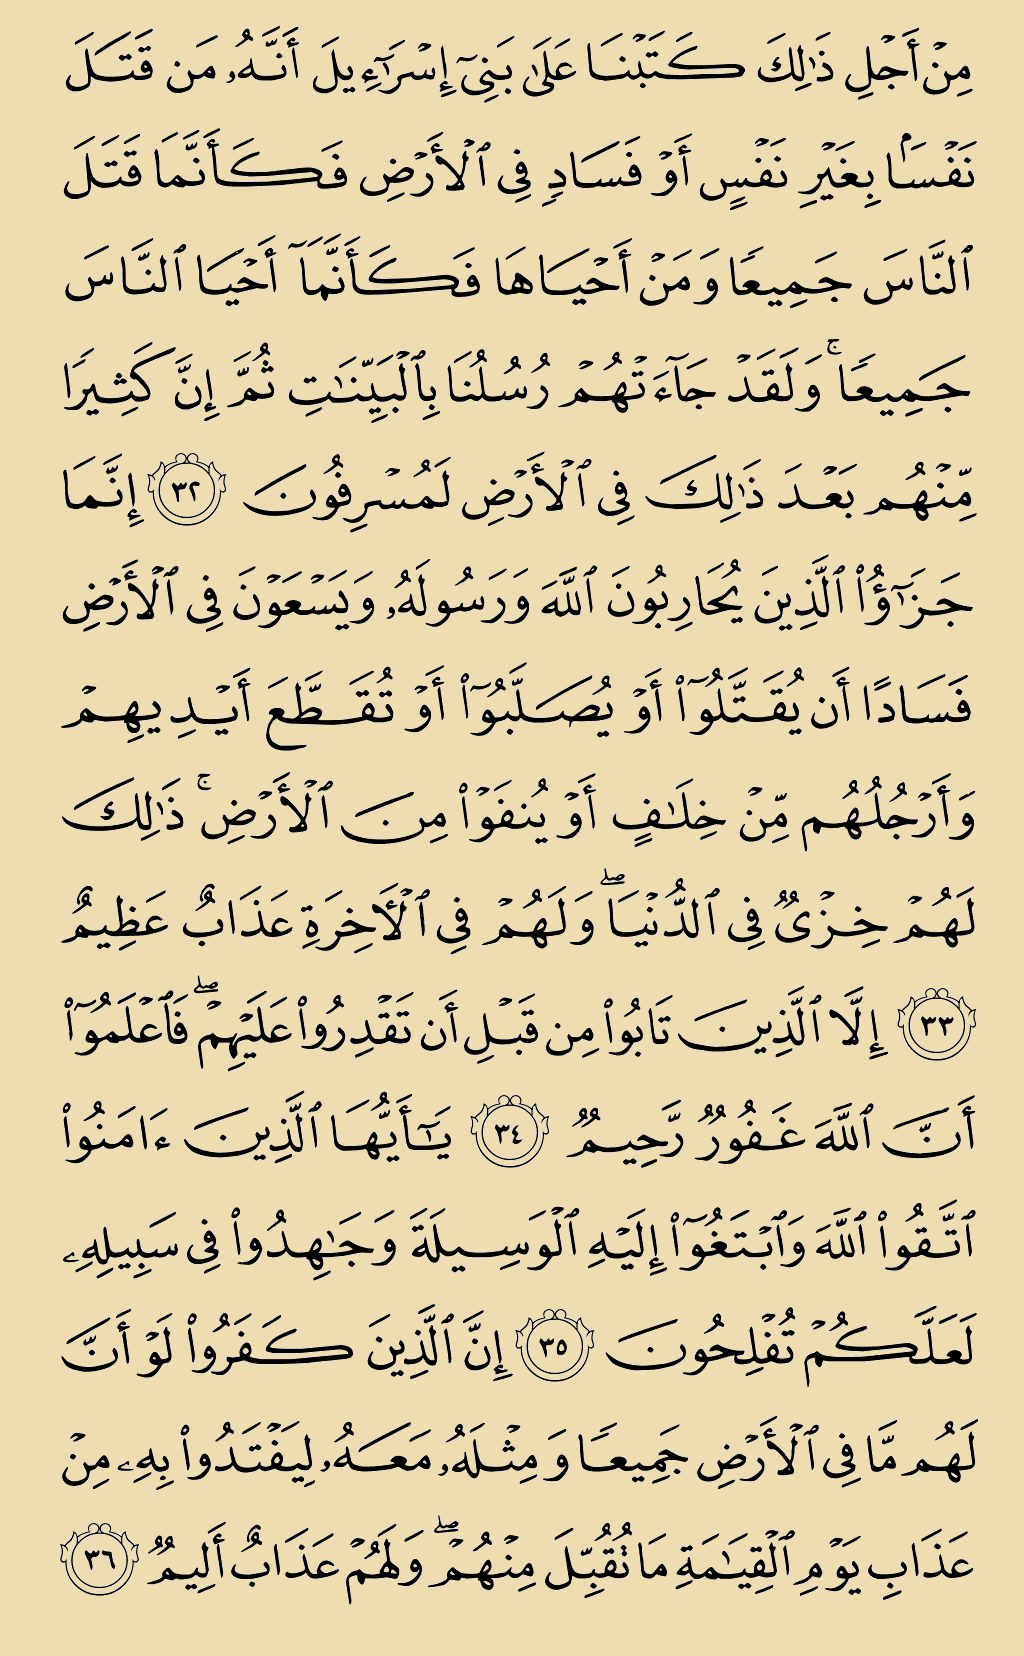 مِنْ أَجْلِ ذَٰلِكَ كَتَبْنَا عَلَىٰ بَنِىٓ إِسْرَٰٓءِيلَ أَنَّهُۥ مَن قَتَلَ
نَفْسَۢا بِغَيْرِ نَفْسٍ أَوْ فَسَادٍ فِى ٱلْأَرْضِ فَكَأَنَّمَا قَتَلَ
ٱلنَّاسَ جَمِيعًا وَمَنْ أَحْيَاهَا فَكَأَنَّمَآ أَحْيَا ٱلنَّاسَ
جَمِيعًا ۚ وَلَقَدْ جَآءَتْهُمْ رُسُلُنَا بِٱلْبَيِّنَٰتِ ثُمَّ إِنَّ كَثِيرًا
مِّنْهُم بَعْدَ ذَٰلِكَ فِى ٱلْأَرْضِ لَمُسْرِفُونَ ٣٢ إِنَّمَا
جَزَٰٓؤُا۟ ٱلَّذِينَ يُحَارِبُونَ ٱللَّهَ وَرَسُولَهُۥ وَيَسْعَوْنَ فِى ٱلْأَرْضِ
فَسَادًا أَن يُقَتَّلُوٓا۟ أَوْ يُصَلَّبُوٓا۟ أَوْ تُقَطَّعَ أَيْدِيهِمْ
وَأَرْجُلُهُم مِّنْ خِلَٰفٍ أَوْ يُنفَوْا۟ مِنَ ٱلْأَرْضِ ۚ ذَٰلِكَ
لَهُمْ خِزْىٌ فِى ٱلدُّنْيَا ۖ وَلَهُمْ فِى ٱلْـَٔاخِرَةِ عَذَابٌ عَظِيمٌ
٣٣ إِلَّا ٱلَّذِينَ تَابُوا۟ مِن قَبْلِ أَن تَقْدِرُوا۟ عَلَيْهِمْ ۖ فَٱعْلَمُوٓا۟
أَنَّ ٱللَّهَ غَفُورٌ رَّحِيمٌ ٣٤ يَٰٓأَيُّهَا ٱلَّذِينَ ءَامَنُوا۟
ٱتَّقُوا۟ ٱللَّهَ وَٱبْتَغُوٓا۟ إِلَيْهِ ٱلْوَسِيلَةَ وَجَٰهِدُوا۟ فِى سَبِيلِهِۦ
لَعَلَّكُمْ تُفْلِحُونَ ٣٥ إِنَّ ٱلَّذِينَ كَفَرُوا۟ لَوْ أَنَّ
لَهُم مَّا فِى ٱلْأَرْضِ جَمِيعًا وَمِثْلَهُۥ مَعَهُۥ لِيَفْتَدُوا۟ بِهِۦ مِنْ
عَذَابِ يَوْمِ ٱلْقِيَٰمَةِ مَا تُقُبِّلَ مِنْهُمْ ۖ وَلَهُمْ عَذَابٌ أَلِيمٌ ٣٦